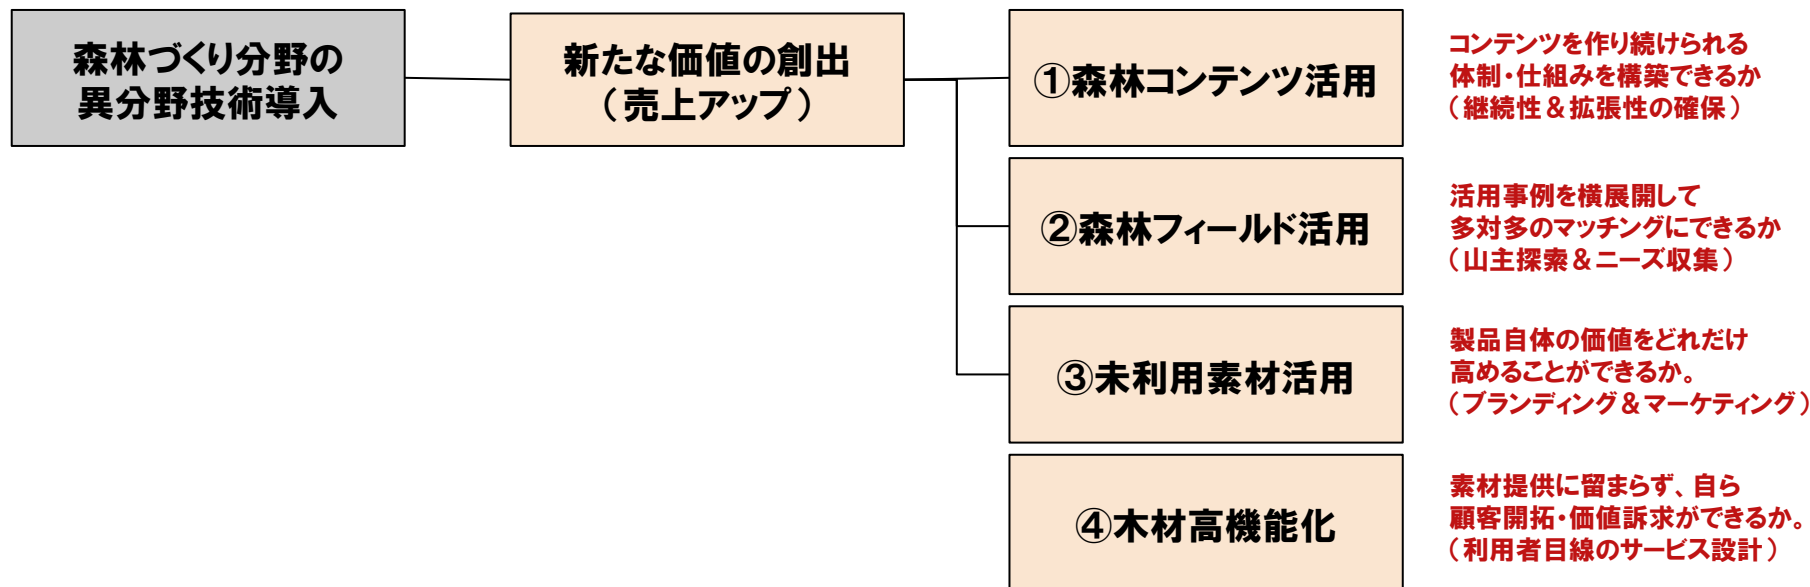 森林づくり分野の
異分野技術導入
新たな価値の創出
（売上アップ）
①森林コンテンツ活用
コンテンツを作り続けられる
体制・仕組みを構築できるか
（継続性＆拡張性の確保）
②森林フィールド活用
活用事例を横展開して
多対多のマッチングにできるか
（山主探索＆ニーズ収集）
③未利用素材活用
製品自体の価値をどれだけ
高めることができるか。
（ブランディング＆マーケティング）
④木材高機能化
素材提供に留まらず、自ら
顧客開拓・価値訴求ができるか。
（利用者目線のサービス設計）